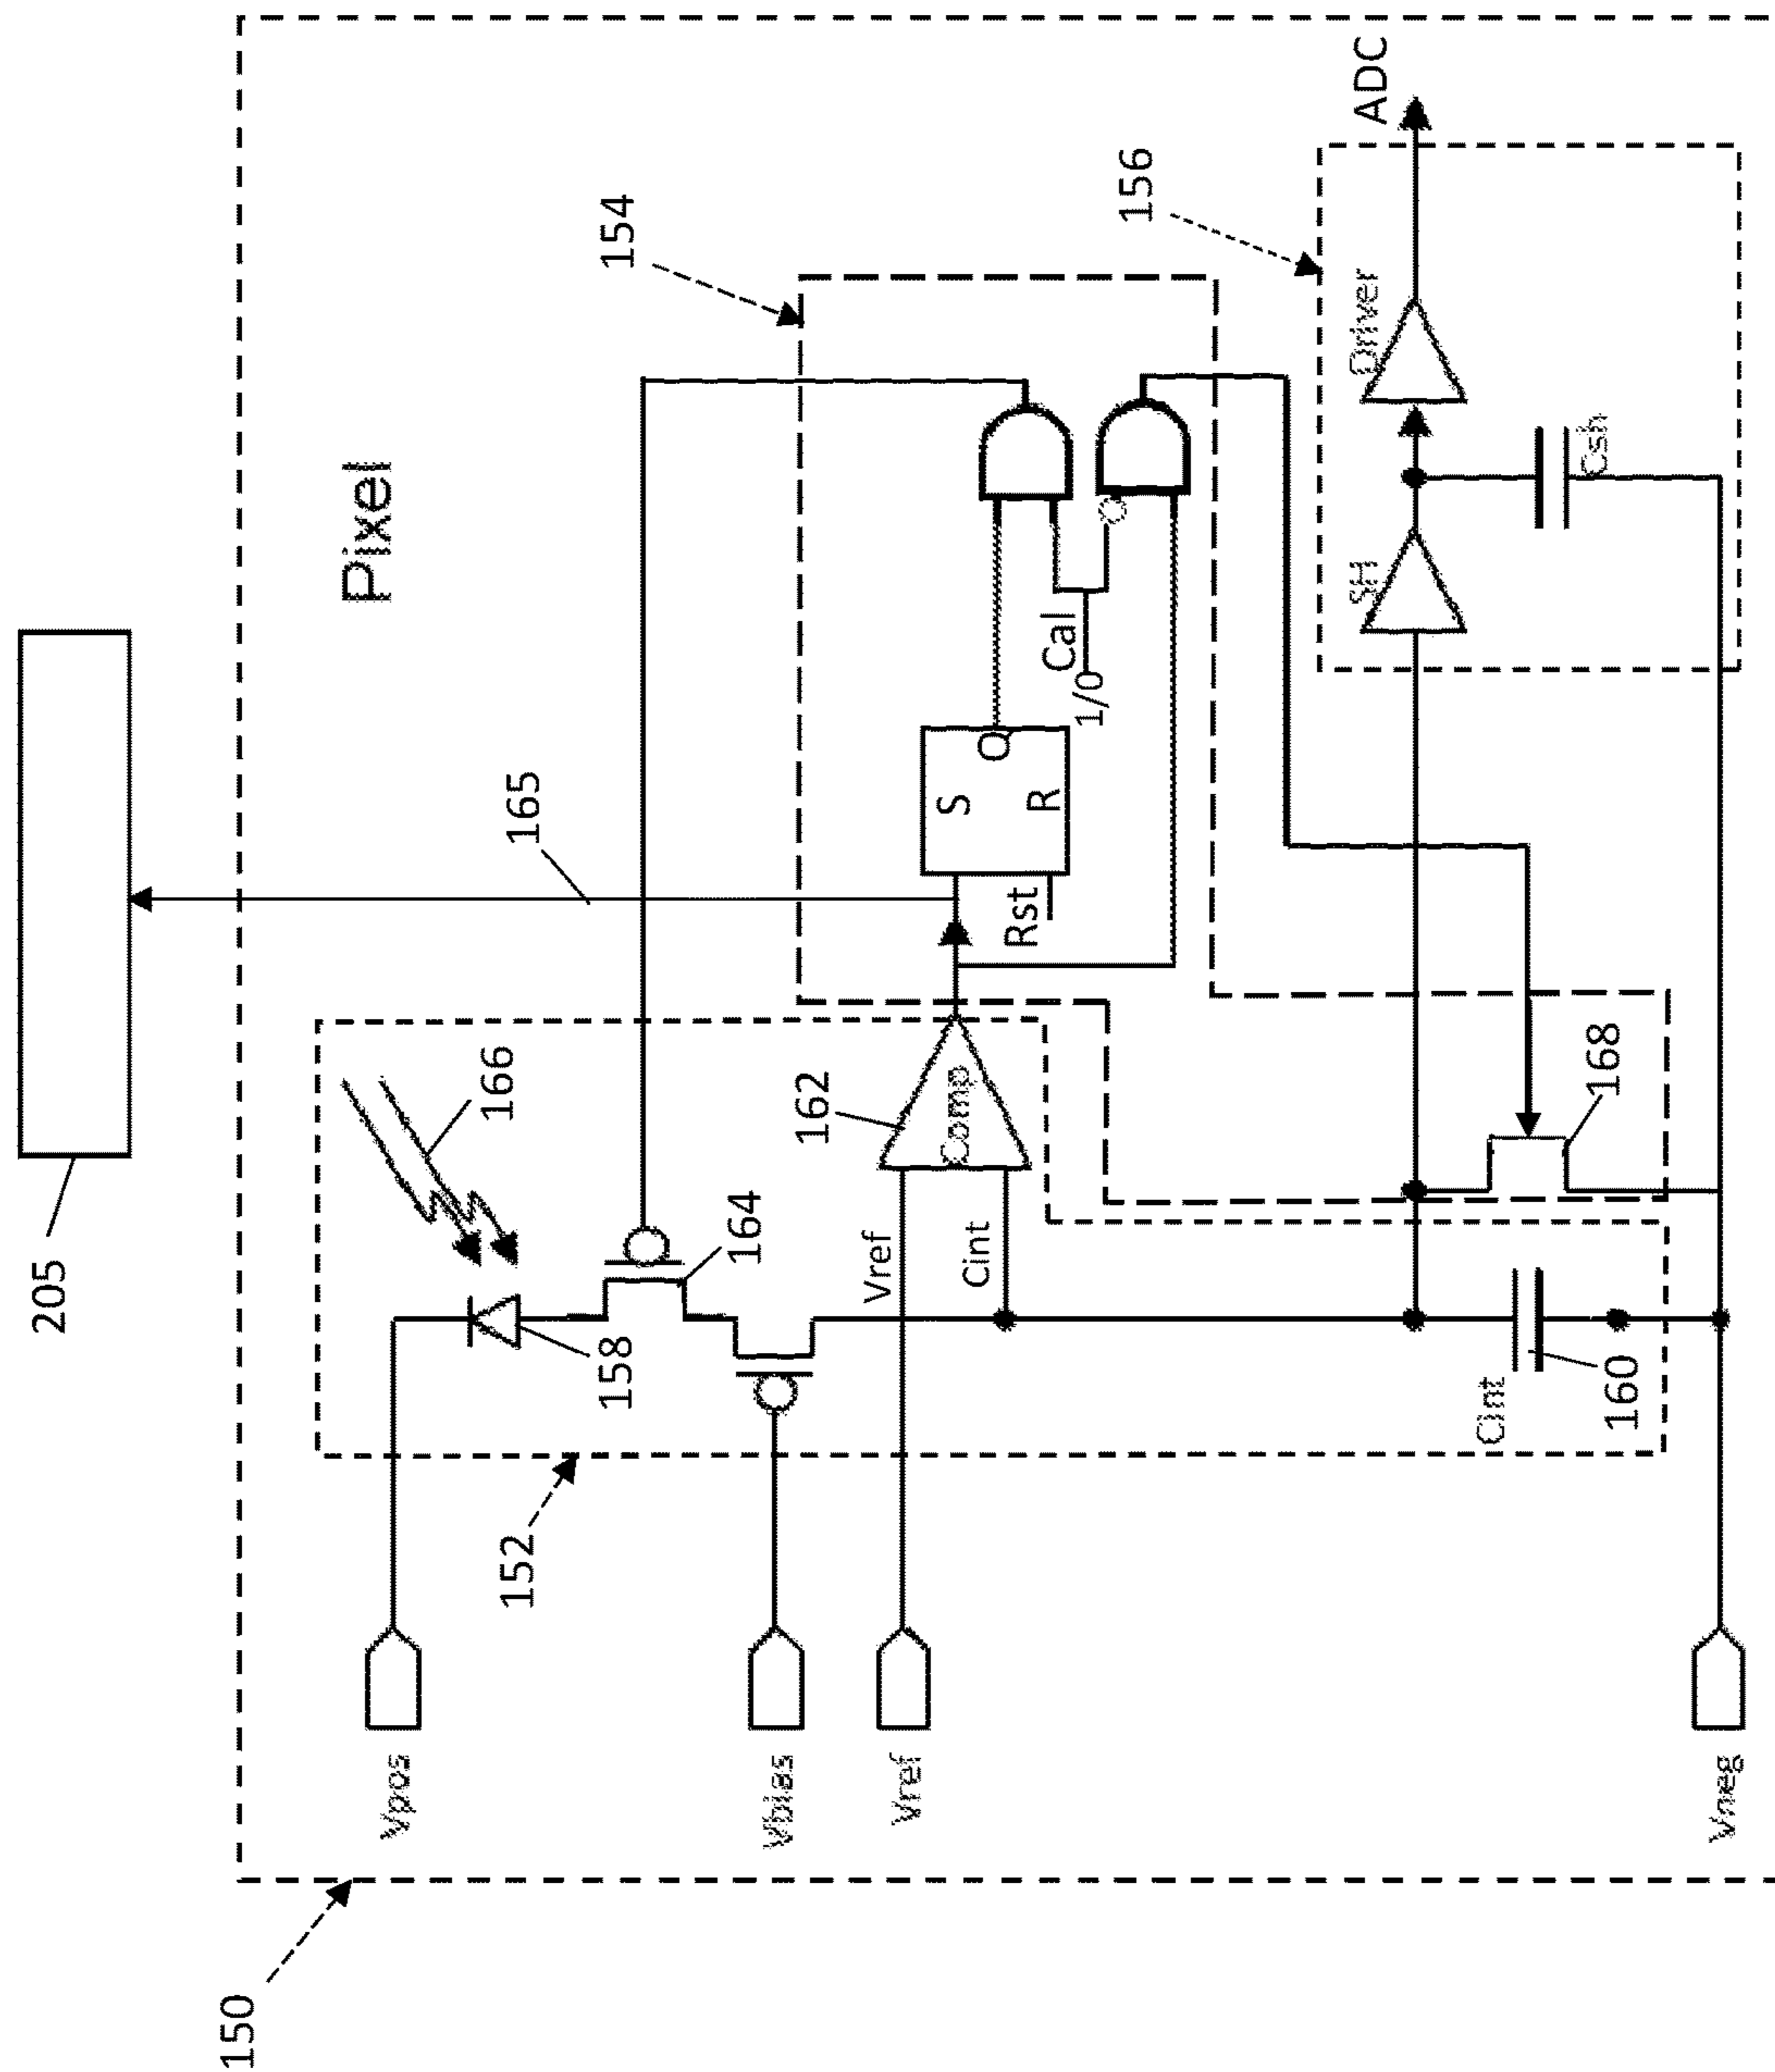 205
150
Pixel
152
166
165
154
156
Vpos
158
164
Vbias
Vref
Vref
162
Comp
Cint
S
R
Q
Rst
Cal
1/0
SH
Driver
ADC
Csh
Cint
160
168
Vneg